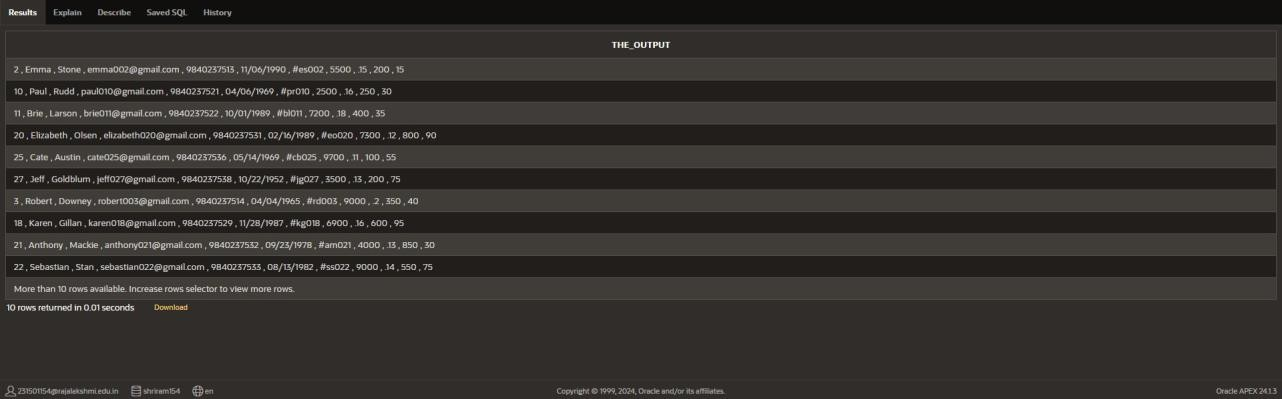 Results Explain Describe Saved SQL History
THE_OUTPUT
2 , Emma , Stone , emma002@gmail.com , 9840237513 , 11/06/1990 , #es002 , 5500 , .15 , 200 , 15
10 , Paul , Rudd , paul010@gmail.com , 9840237521 , 04/06/1969 , #pr010 , 2500 , .16 , 250 , 30
11 , Brie , Larson , brie011@gmail.com , 9840237522 , 10/01/1989 , #bl011 , 7200 , .18 , 400 , 35
20 , Elizabeth , Olsen , elizabeth020@gmail.com , 9840237531 , 02/16/1989 , #eo020 , 7300 , .12 , 800 , 90
25 , Cate , Austin , cate025@gmail.com , 9840237536 , 05/14/1969 , #cb025 , 9700 , .11 , 100 , 55
27 , Jeff , Goldblum , jeff027@gmail.com , 9840237538 , 10/22/1952 , #jg027 , 3500 , .13 , 200 , 75
3 , Robert , Downey , robert003@gmail.com , 9840237514 , 04/04/1965 , #rd003 , 9000 , .2 , 350 , 40
18 , Karen , Gillan , karen018@gmail.com , 9840237529 , 11/28/1987 , #kg018 , 6900 , .16 , 600 , 95
21 , Anthony , Mackie , anthony021@gmail.com , 9840237532 , 09/23/1978 , #am021 , 4000 , .13 , 850 , 30
22 , Sebastian , Stan , sebastian022@gmail.com , 9840237533 , 08/13/1982 , #ss022 , 9000 , .14 , 550 , 75
More than 10 rows available. Increase rows selector to view more rows.
10 rows returned in 0.01 seconds Download
231501154@rajalakshmi.edu.in shriram154 en Copyright © 1999, 2024, Oracle and/or its affiliates. Oracle APEX 24.1.3